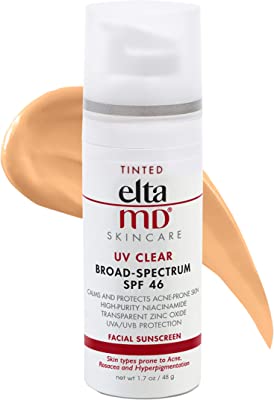 TINTED
elta
MD®
SKINCARE
UV CLEAR
BROAD-SPECTRUM
SPF 46
CALMS AND PROTECTS ACNE-PRONE SKIN
HIGH-PURITY NIACINAMIDE
TRANSPARENT ZINC OXIDE
UVA/UVB PROTECTION
FACIAL SUNSCREEN
Skin types prone to Acne,
Rosacea and Hyperpigmentation
net wt 1.7 oz / 48 g